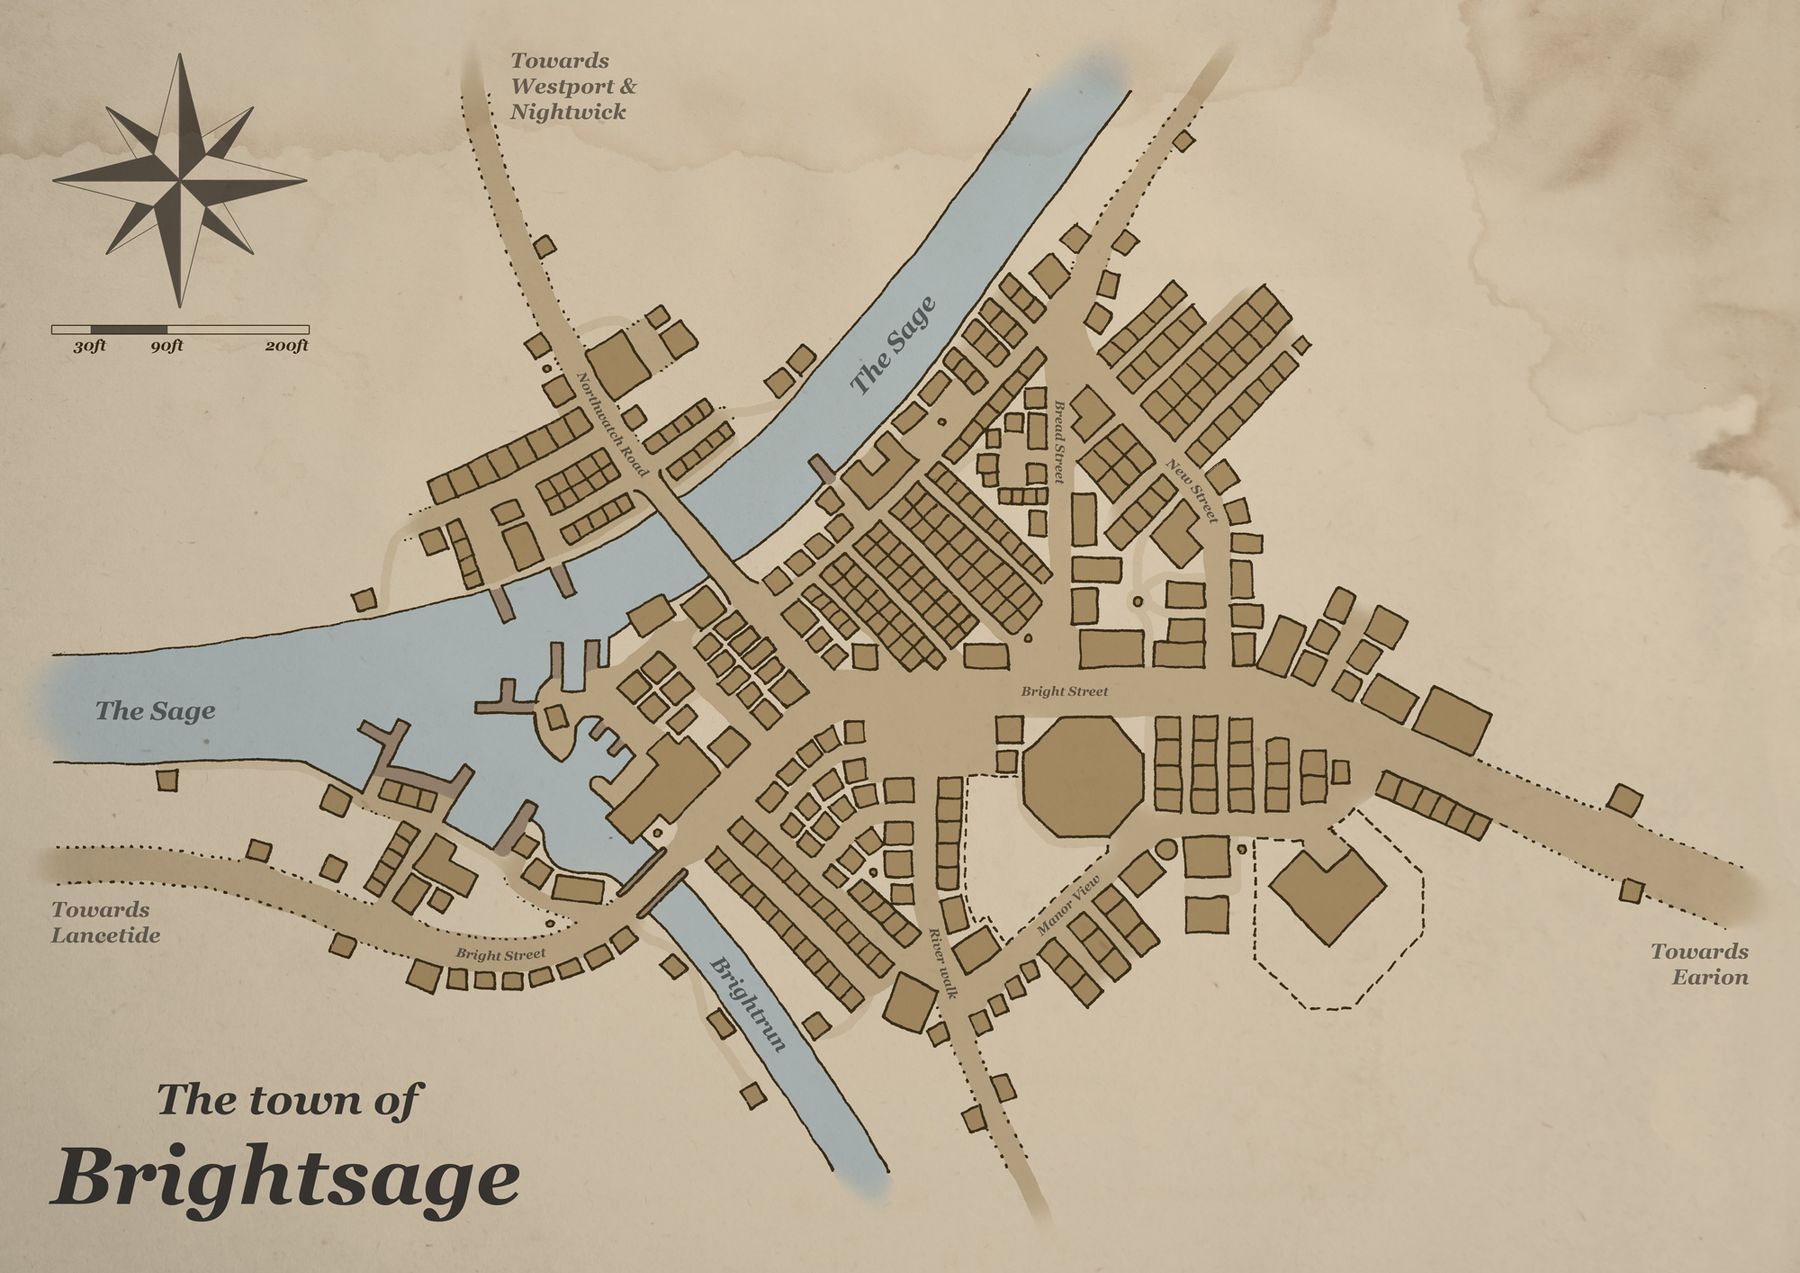 Towards
Westport &
Nightwick
30ft 90ft 200ft
The Sage
Northwatch Road
Bread Street
New Street
Bright Street
The Sage
Manor View
River walk
Towards
Lancetide
Bright Street
Brightrun
Towards
Earion
The town of
Brightsage